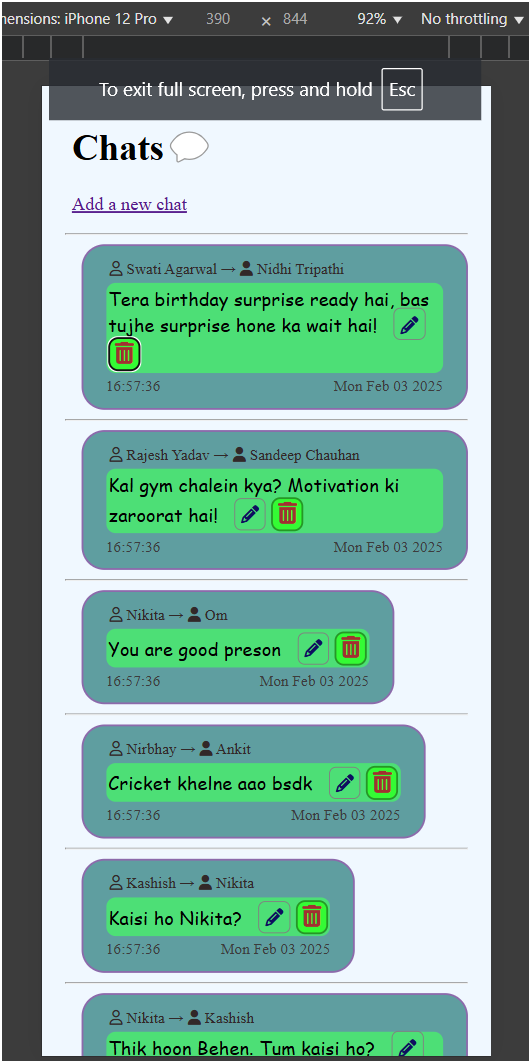 mensions: iPhone 12 Pro ▼ 390 × 844 92% ▼ No throttling ▼
To exit full screen, press and hold Esc
Chats
Add a new chat
Swati Agarwal → Nidhi Tripathi
Tera birthday surprise ready hai, bas
tujhe surprise hone ka wait hai!
16:57:36 Mon Feb 03 2025
Rajesh Yadav → Sandeep Chauhan
Kal gym chalein kya? Motivation ki
zaroorat hai!
16:57:36 Mon Feb 03 2025
Nikita → Om
You are good preson
16:57:36 Mon Feb 03 2025
Nirbhay → Ankit
Cricket khelne aao bsdk
16:57:36 Mon Feb 03 2025
Kashish → Nikita
Kaisi ho Nikita?
16:57:36 Mon Feb 03 2025
Nikita → Kashish
Thik hoon Behen. Tum kaisi ho?